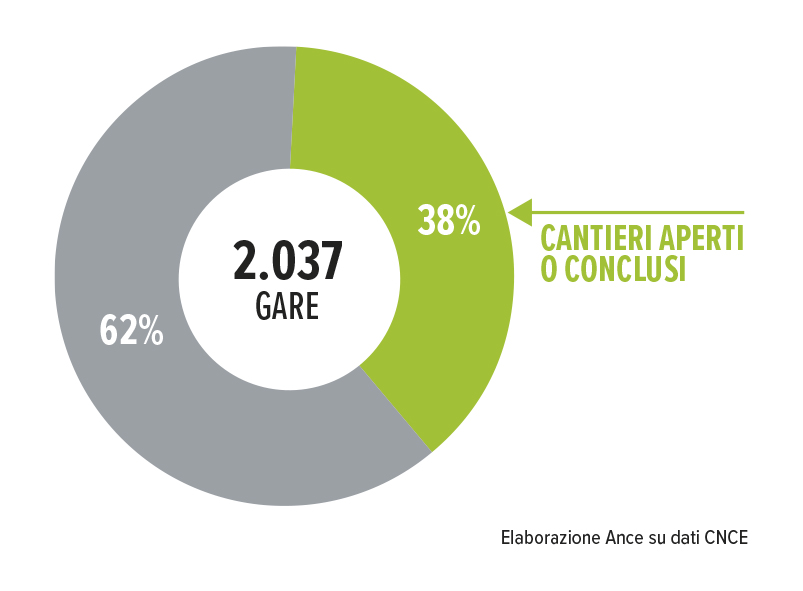 38%
CANTIERI APERTI
O CONCLUSI
2.037
GARE
62%
Elaborazione Ance su dati CNCE